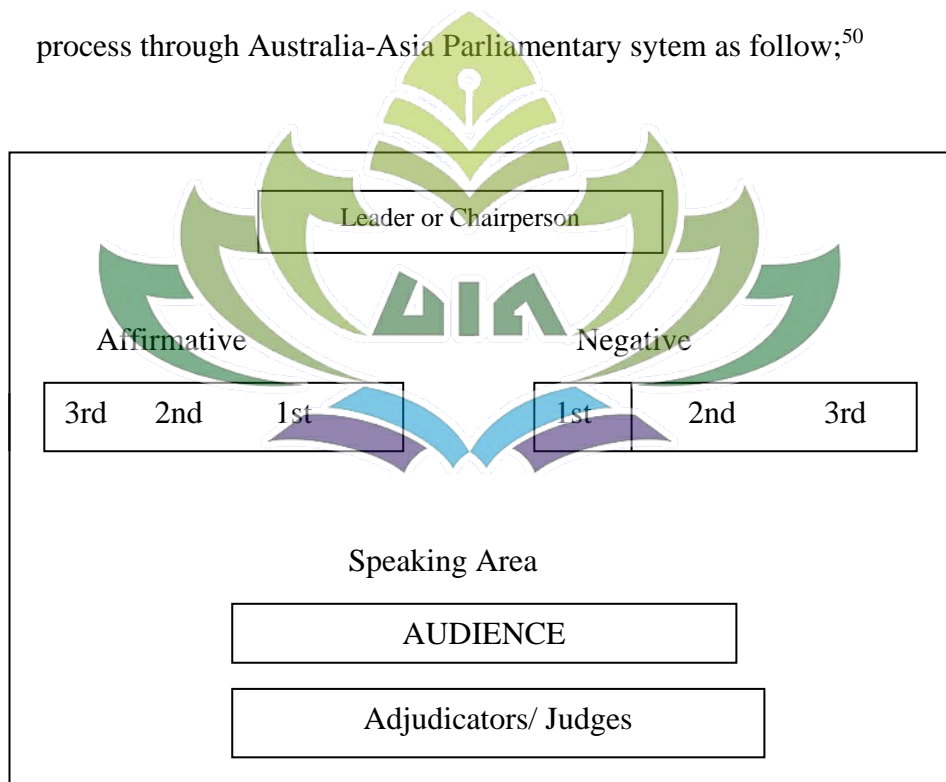 process through Australia-Asia Parliamentary sytem as follow;50
Leader or Chairperson
UIN
Affirmative Negative
3rd 2nd 1st 1st 2nd 3rd
Speaking Area
AUDIENCE
Adjudicators/ Judges